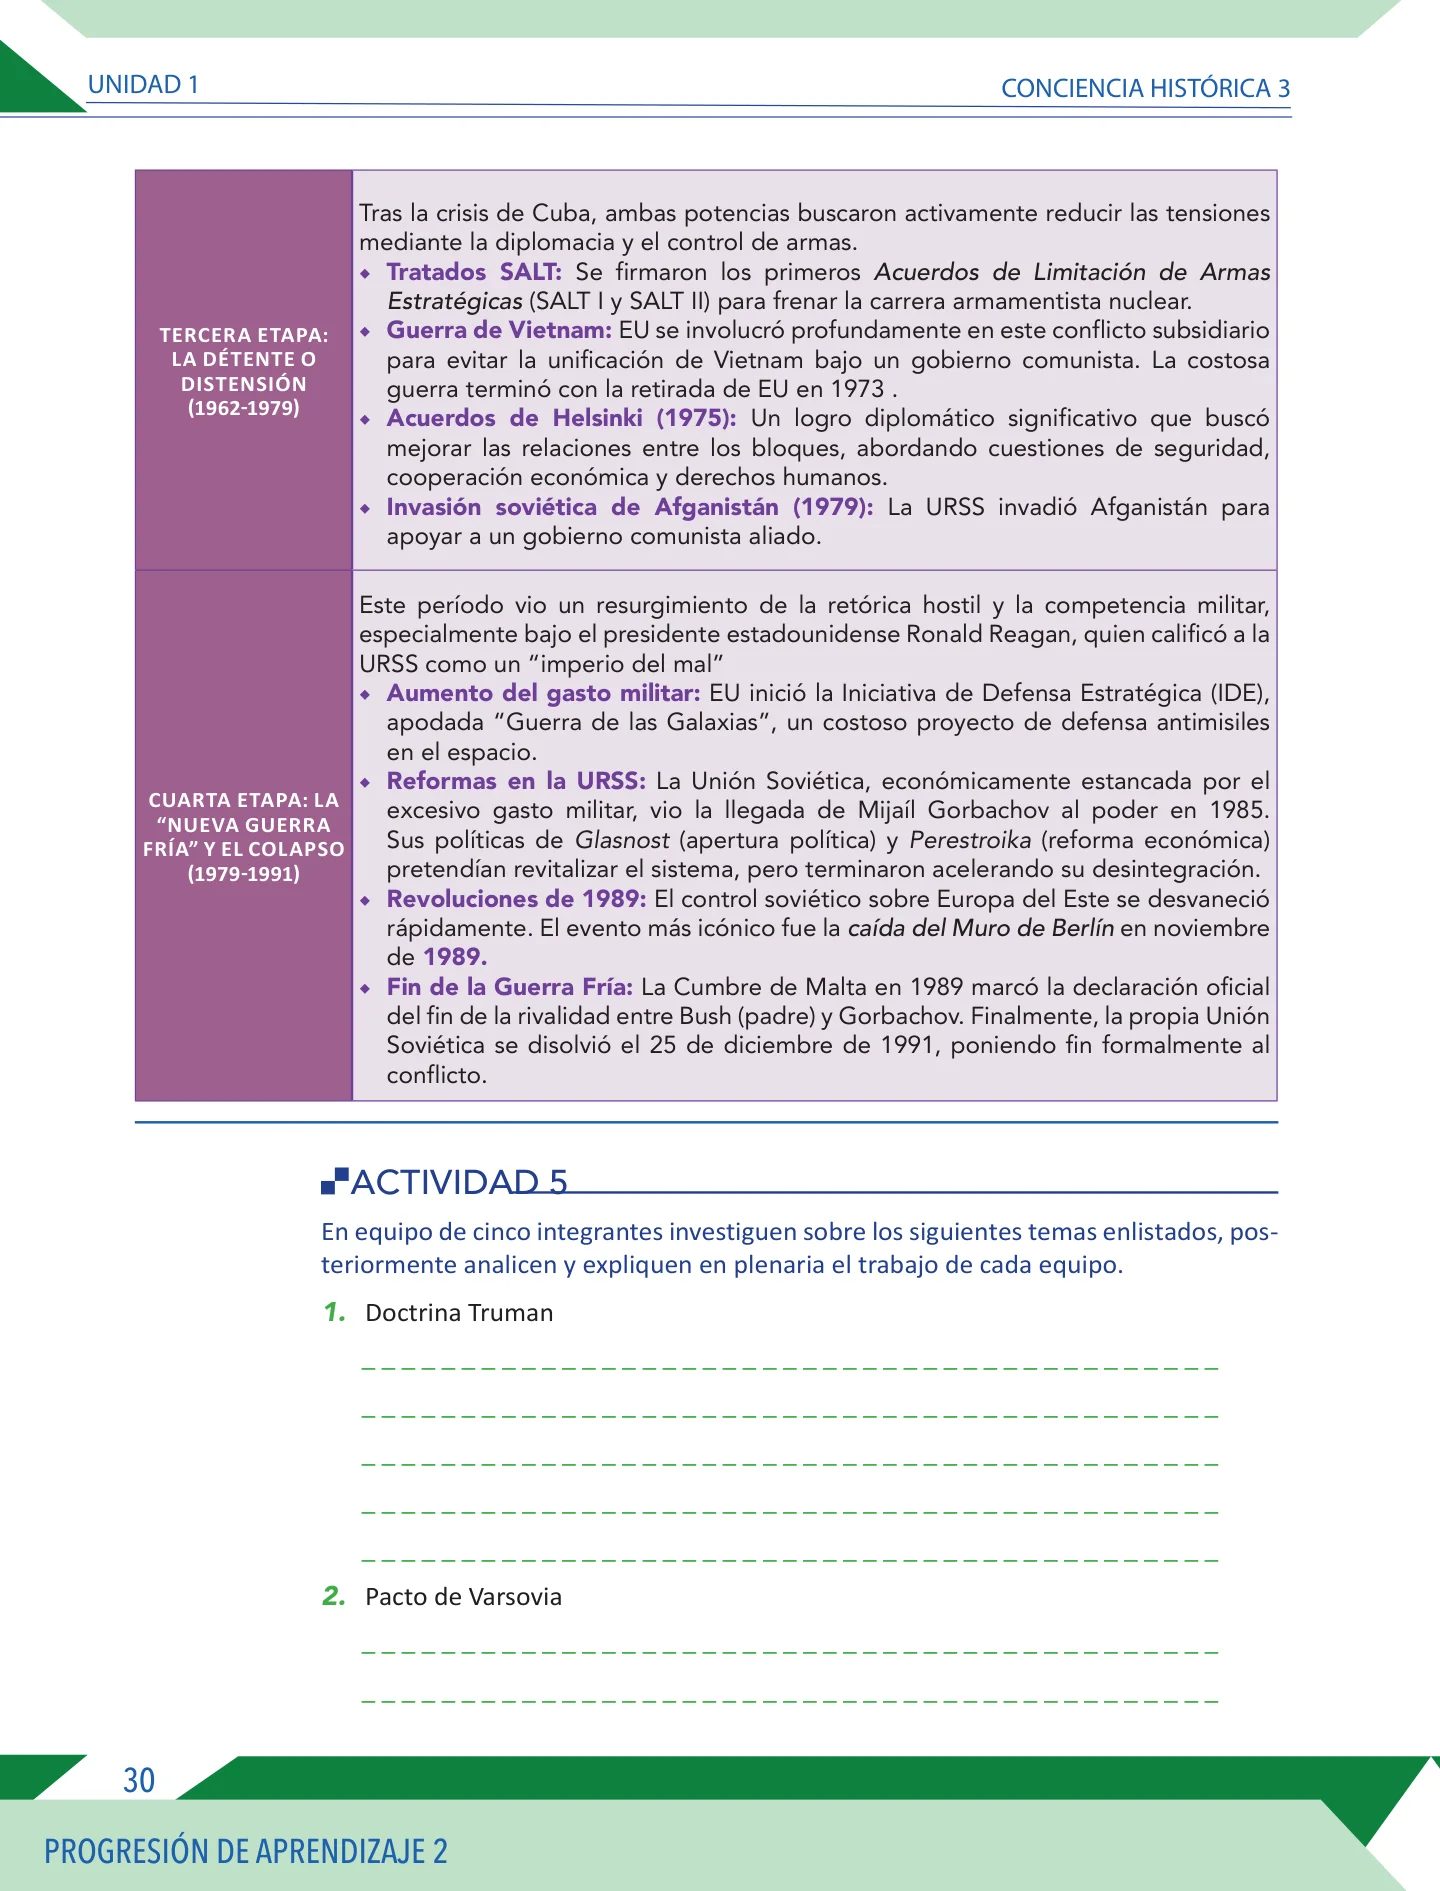 UNIDAD 1
CONCIENCIA HISTÓRICA 3
TERCERA ETAPA:
LA DÉTENTE O
DISTENSIÓN
(1962-1979)
Tras la crisis de Cuba, ambas potencias buscaron activamente reducir las tensiones
mediante la diplomacia y el control de armas.
◆ Tratados SALT: Se firmaron los primeros Acuerdos de Limitación de Armas
Estratégicas (SALT I y SALT II) para frenar la carrera armamentista nuclear.
◆ Guerra de Vietnam: EU se involucró profundamente en este conflicto subsidiario
para evitar la unificación de Vietnam bajo un gobierno comunista. La costosa
guerra terminó con la retirada de EU en 1973 .
◆ Acuerdos de Helsinki (1975): Un logro diplomático significativo que buscó
mejorar las relaciones entre los bloques, abordando cuestiones de seguridad,
cooperación económica y derechos humanos.
◆ Invasión soviética de Afganistán (1979): La URSS invadió Afganistán para
apoyar a un gobierno comunista aliado.
CUARTA ETAPA: LA
“NUEVA GUERRA
FRÍA” Y EL COLAPSO
(1979-1991)
Este período vio un resurgimiento de la retórica hostil y la competencia militar,
especialmente bajo el presidente estadounidense Ronald Reagan, quien calificó a la
URSS como un “imperio del mal”
◆ Aumento del gasto militar: EU inició la Iniciativa de Defensa Estratégica (IDE),
apodada “Guerra de las Galaxias”, un costoso proyecto de defensa antimisiles
en el espacio.
◆ Reformas en la URSS: La Unión Soviética, económicamente estancada por el
excesivo gasto militar, vio la llegada de Mijaíl Gorbachov al poder en 1985.
Sus políticas de Glasnost (apertura política) y Perestroika (reforma económica)
pretendían revitalizar el sistema, pero terminaron acelerando su desintegración.
◆ Revoluciones de 1989: El control soviético sobre Europa del Este se desvaneció
rápidamente. El evento más icónico fue la caída del Muro de Berlín en noviembre
de 1989.
◆ Fin de la Guerra Fría: La Cumbre de Malta en 1989 marcó la declaración oficial
del fin de la rivalidad entre Bush (padre) y Gorbachov. Finalmente, la propia Unión
Soviética se disolvió el 25 de diciembre de 1991, poniendo fin formalmente al
conflicto.
ACTIVIDAD 5
En equipo de cinco integrantes investiguen sobre los siguientes temas enlistados, pos-
teriormente analicen y expliquen en plenaria el trabajo de cada equipo.
1. Doctrina Truman
2. Pacto de Varsovia
30
PROGRESIÓN DE APRENDIZAJE 2